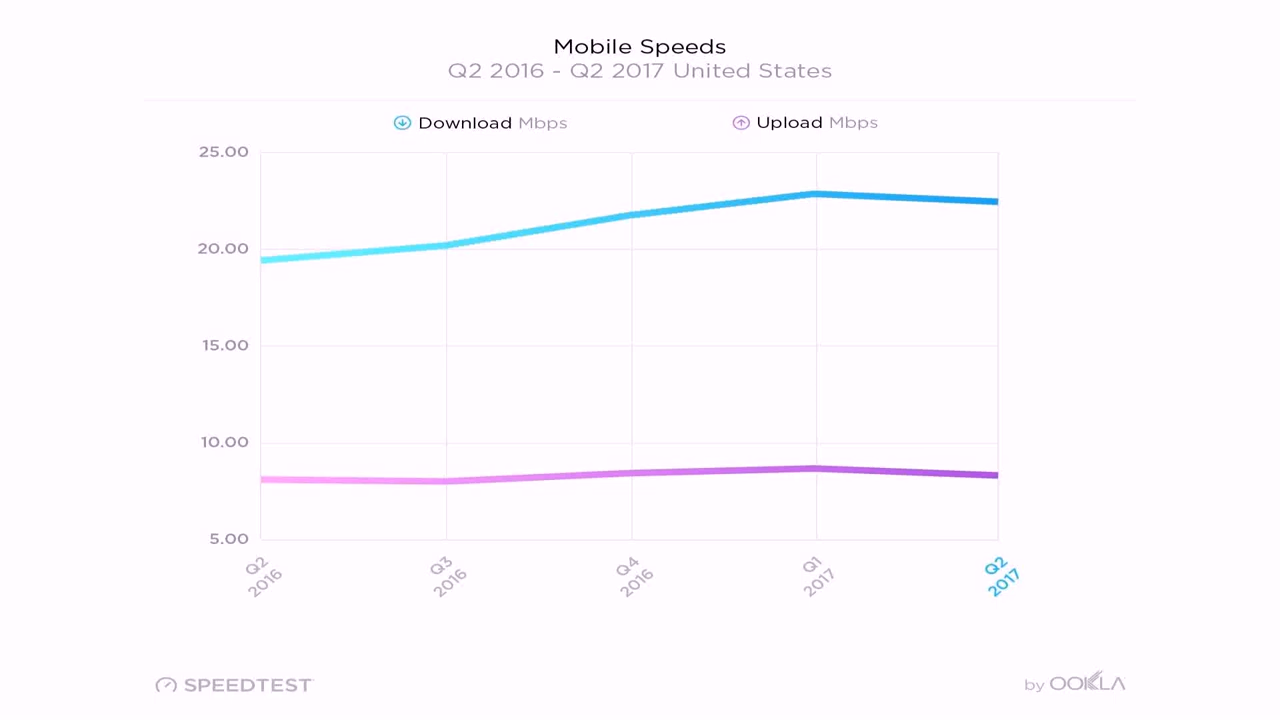 Mobile Speeds
Q2 2016 - Q2 2017 United States
Download Mbps
Upload Mbps
25.00
20.00
15.00
10.00
5.00
Q2
2016
Q3
2016
Q4
2016
Q1
2017
Q2
2017
SPEEDTEST
by OOKLA